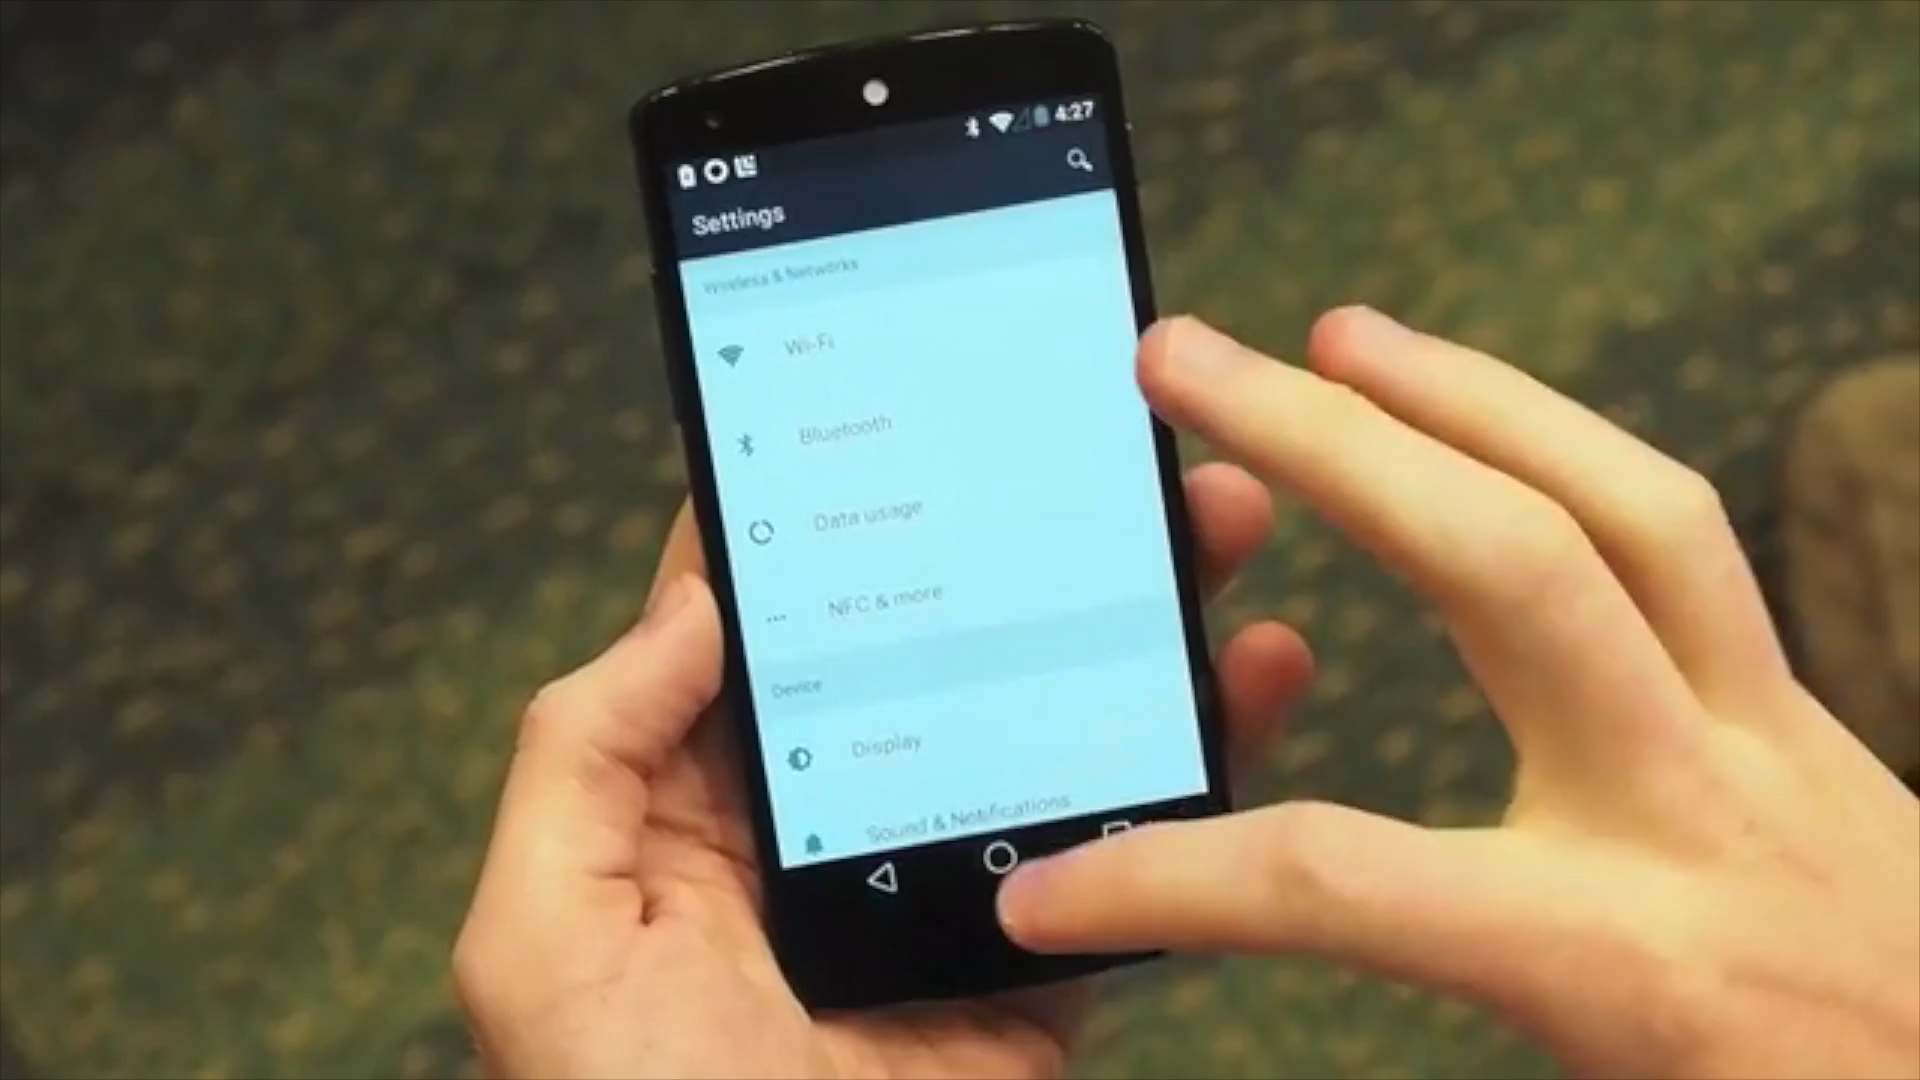 4:27
Settings
Wireless & Networks
Wi-Fi
Bluetooth
Data usage
NFC & more
Device
Display
Sound & Notifications